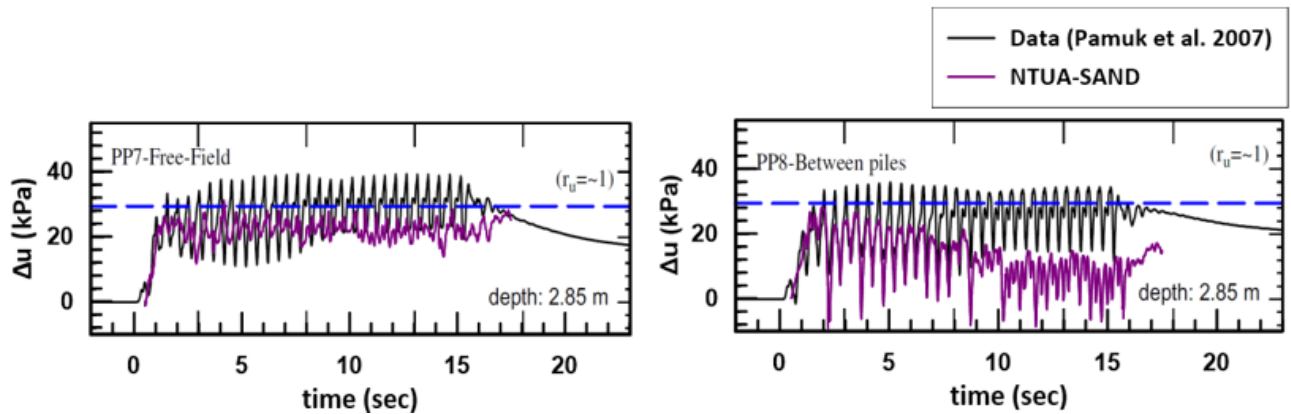 Data (Pamuk et al. 2007)
NTUA-SAND
PP7-Free-Field
(ru=~1)
depth: 2.85 m
Δu (kPa)
40
20
0
0 5 10 15 20
time (sec)
PP8-Between piles
(ru=~1)
depth: 2.85 m
Δu (kPa)
40
20
0
0 5 10 15 20
time (sec)